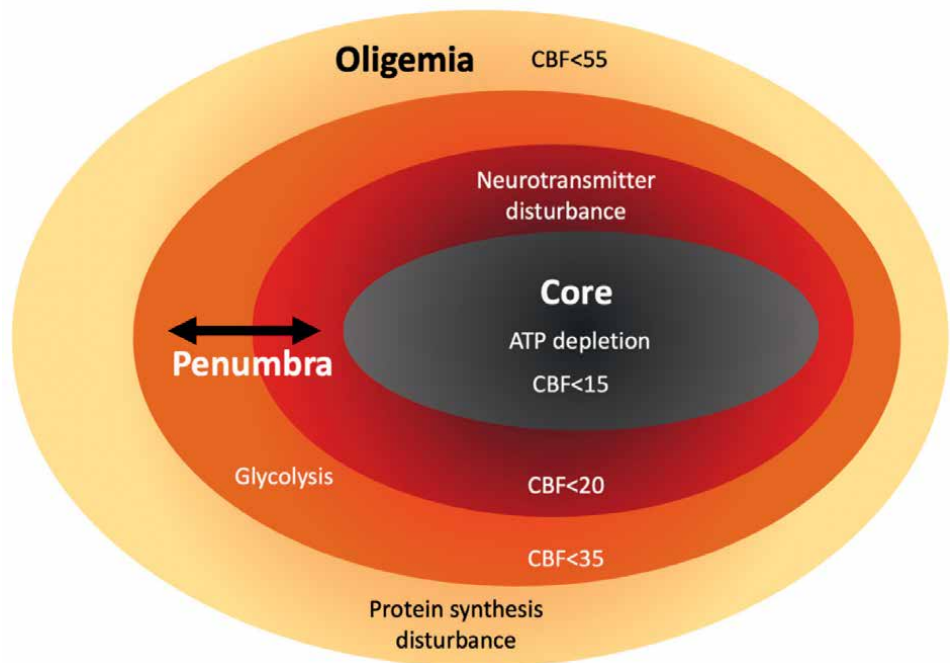 Oligemia CBF<55
Neurotransmitter
disturbance
Core
ATP depletion
Penumbra
CBF<15
Glycolysis
CBF<20
CBF<35
Protein synthesis
disturbance